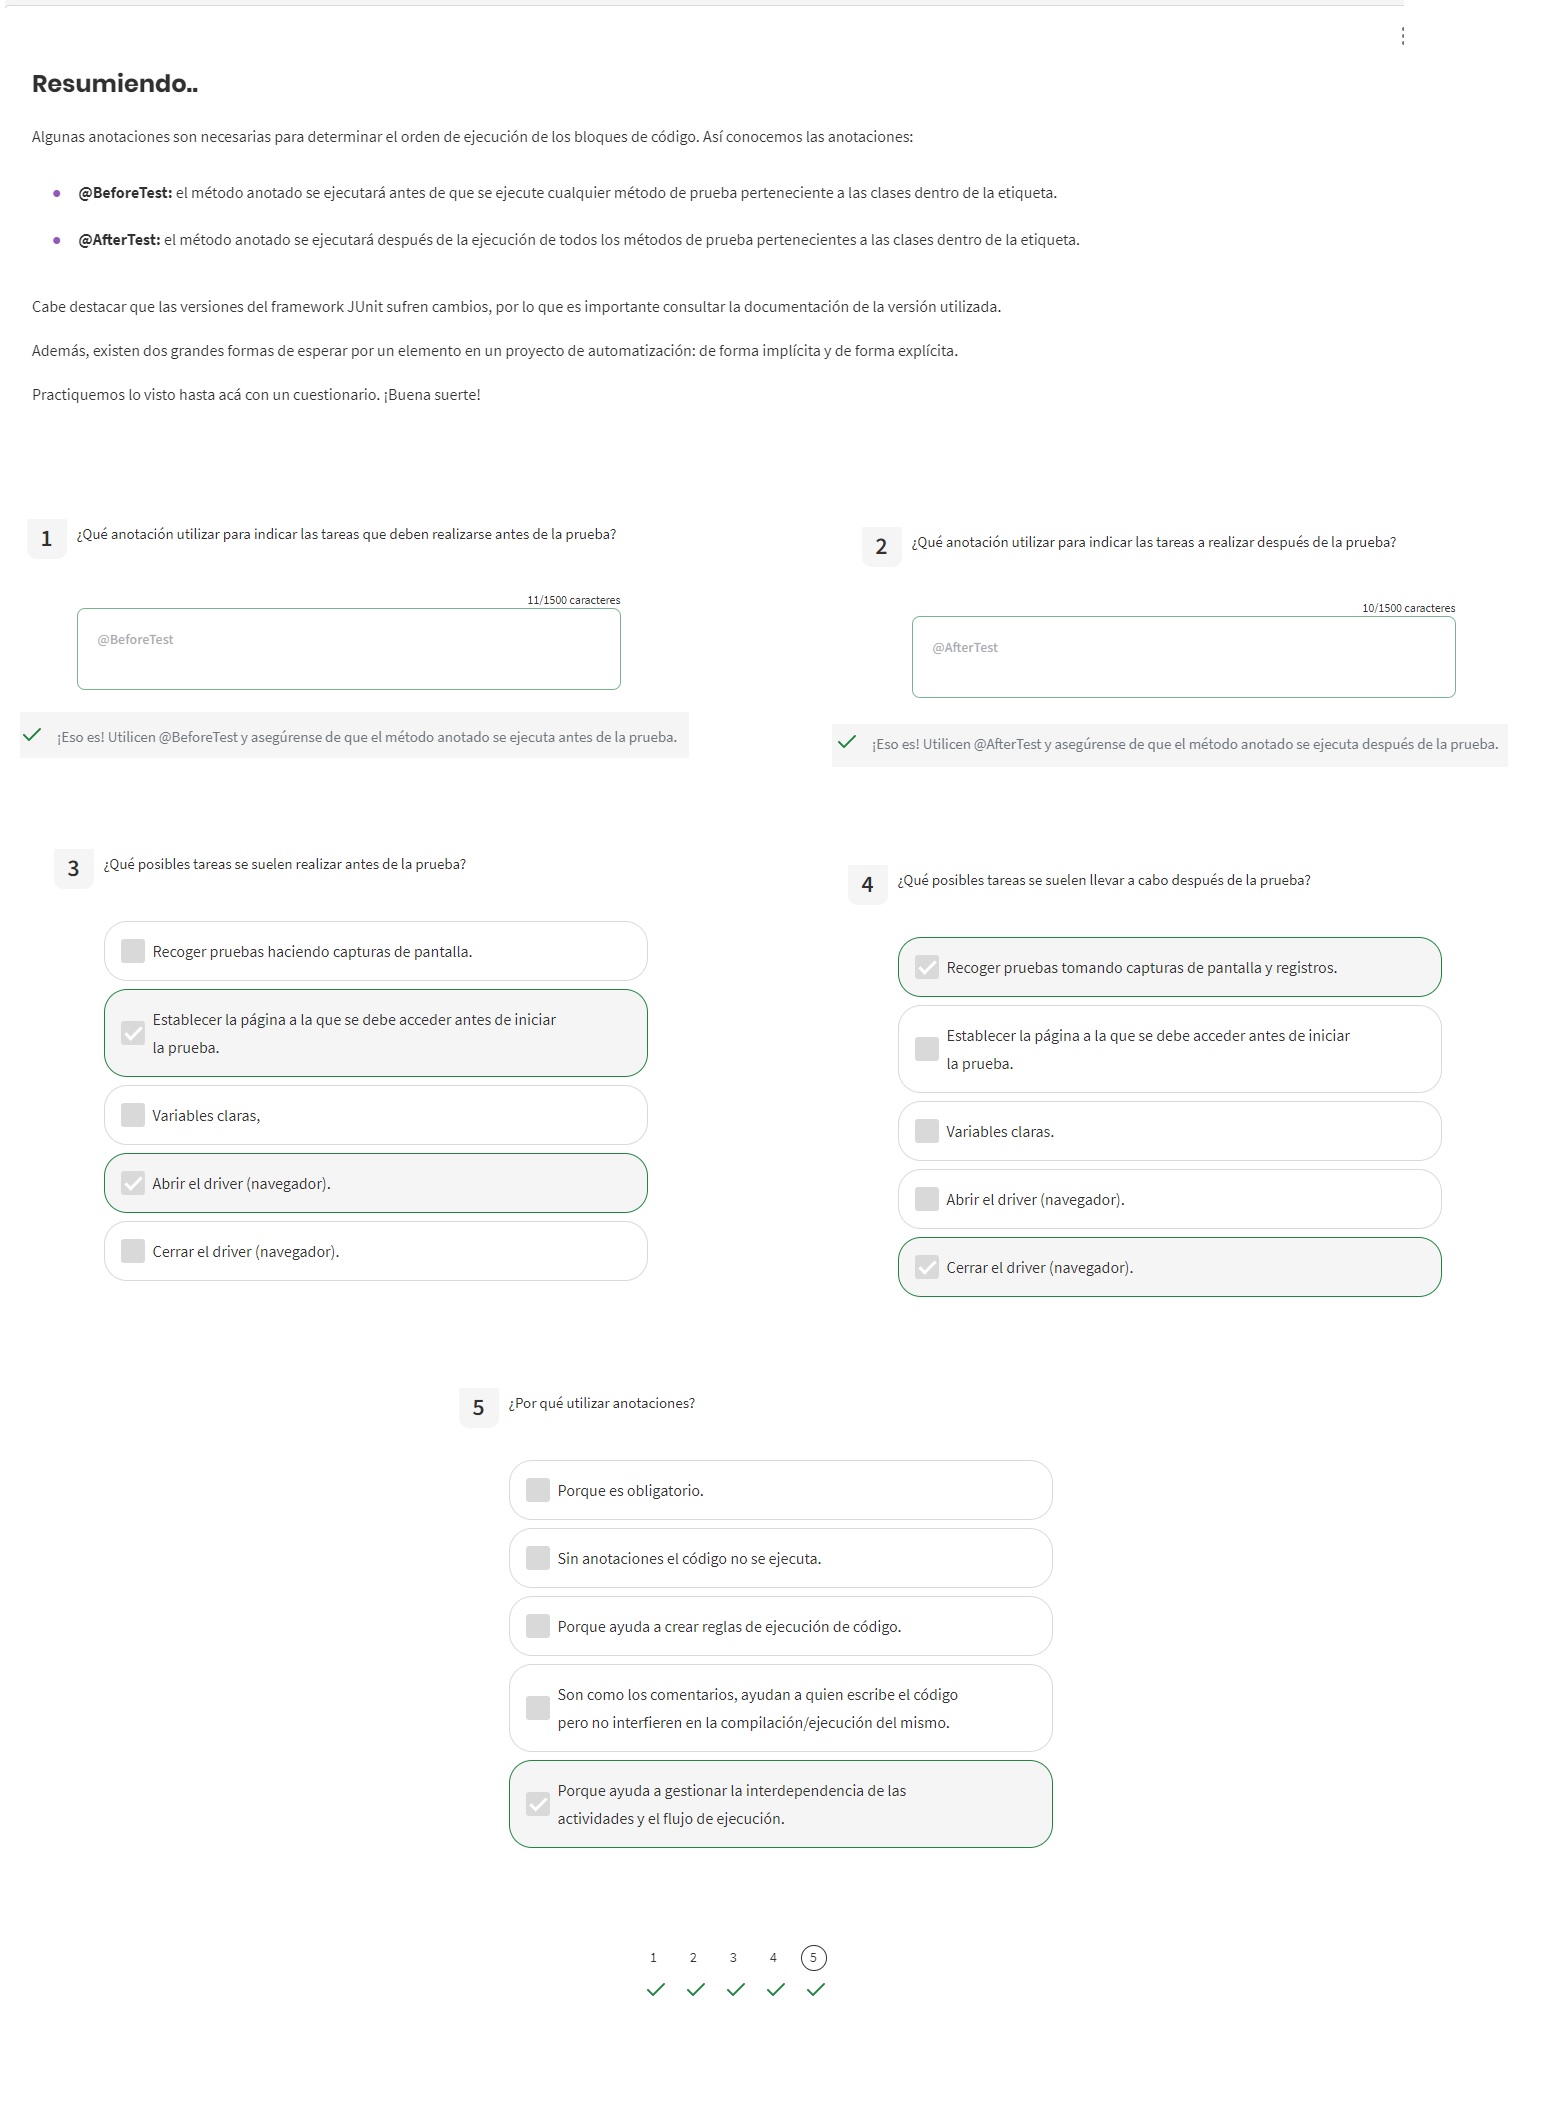 Resumiendo..
Algunas anotaciones son necesarias para determinar el orden de ejecución de los bloques de código. Así conocemos las anotaciones:
@BeforeTest: el método anotado se ejecutará antes de que se ejecute cualquier método de prueba perteneciente a las clases dentro de la etiqueta.
@AfterTest: el método anotado se ejecutará después de la ejecución de todos los métodos de prueba pertenecientes a las clases dentro de la etiqueta.
Cabe destacar que las versiones del framework JUnit sufren cambios, por lo que es importante consultar la documentación de la versión utilizada.
Además, existen dos grandes formas de esperar por un elemento en un proyecto de automatización: de forma implícita y de forma explícita.
Practiquemos lo visto hasta acá con un cuestionario. ¡Buena suerte!
1 ¿Qué anotación utilizar para indicar las tareas que deben realizarse antes de la prueba?
11/1500 caracteres
@BeforeTest
¡Eso es! Utilicen @BeforeTest y asegúrense de que el método anotado se ejecuta antes de la prueba.
2 ¿Qué anotación utilizar para indicar las tareas a realizar después de la prueba?
10/1500 caracteres
@AfterTest
¡Eso es! Utilicen @AfterTest y asegúrense de que el método anotado se ejecuta después de la prueba.
3 ¿Qué posibles tareas se suelen realizar antes de la prueba?
Recoger pruebas haciendo capturas de pantalla.
Establecer la página a la que se debe acceder antes de iniciar
la prueba.
Variables claras,
Abrir el driver (navegador).
Cerrar el driver (navegador).
4 ¿Qué posibles tareas se suelen llevar a cabo después de la prueba?
Recoger pruebas tomando capturas de pantalla y registros.
Establecer la página a la que se debe acceder antes de iniciar
la prueba.
Variables claras.
Abrir el driver (navegador).
Cerrar el driver (navegador).
5 ¿Por qué utilizar anotaciones?
Porque es obligatorio.
Sin anotaciones el código no se ejecuta.
Porque ayuda a crear reglas de ejecución de código.
Son como los comentarios, ayudan a quien escribe el código
pero no interfieren en la compilación/ejecución del mismo.
Porque ayuda a gestionar la interdependencia de las
actividades y el flujo de ejecución.
1 2 3 4 5